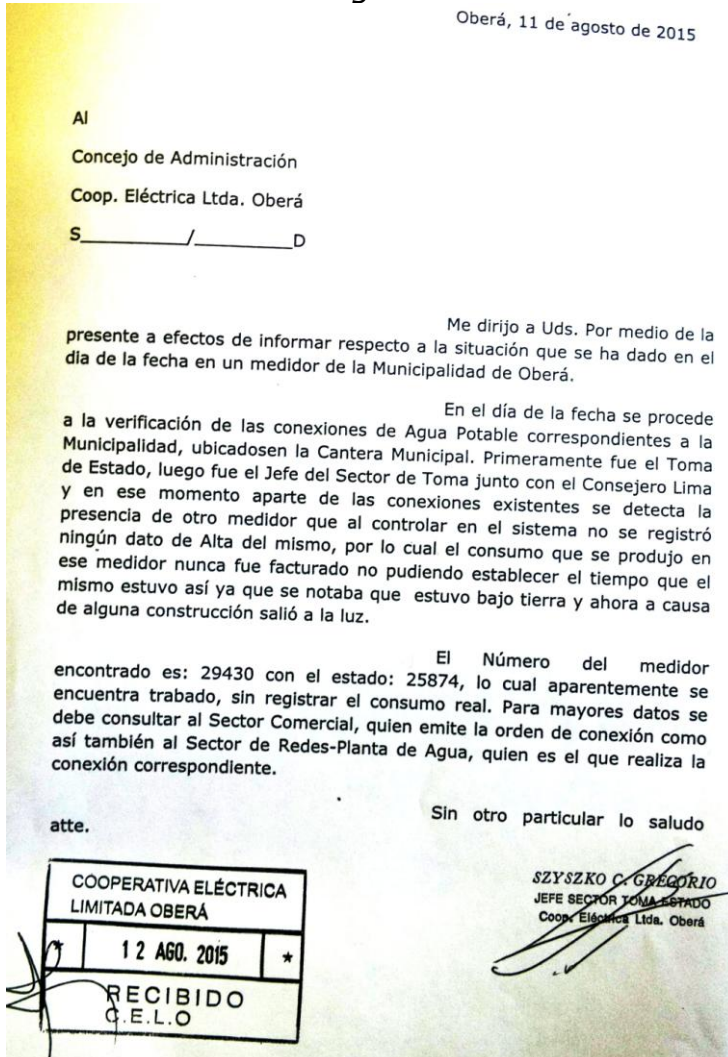 Oberá, 11 de agosto de 2015
Al
Concejo de Administración
Coop. Eléctrica Ltda. Oberá
S__________/__________D
Me dirijo a Uds. Por medio de la
presente a efectos de informar respecto a la situación que se ha dado en el
dia de la fecha en un medidor de la Municipalidad de Oberá.
En el día de la fecha se procede
a la verificación de las conexiones de Agua Potable correspondientes a la
Municipalidad, ubicadosen la Cantera Municipal. Primeramente fue el Toma
de Estado, luego fue el Jefe del Sector de Toma junto con el Consejero Lima
y en ese momento aparte de las conexiones existentes se detecta la
presencia de otro medidor que al controlar en el sistema no se registró
ningún dato de Alta del mismo, por lo cual el consumo que se produjo en
ese medidor nunca fue facturado no pudiendo establecer el tiempo que el
mismo estuvo así ya que se notaba que estuvo bajo tierra y ahora a causa
de alguna construcción salió a la luz.
El Número del medidor
encontrado es: 29430 con el estado: 25874, lo cual aparentemente se
encuentra trabado, sin registrar el consumo real. Para mayores datos se
debe consultar al Sector Comercial, quien emite la orden de conexión como
así también al Sector de Redes-Planta de Agua, quien es el que realiza la
conexión correspondiente.
Sin otro particular lo saludo
atte.
COOPERATIVA ELÉCTRICA
LIMITADA OBERÁ
* 12 AGO. 2015 *
RECIBIDO
C.E.L.O
SZYSZKO C. GREGORIO
JEFE SECTOR TOMA ESTADO
Coop. Eléctrica Ltda. Oberá